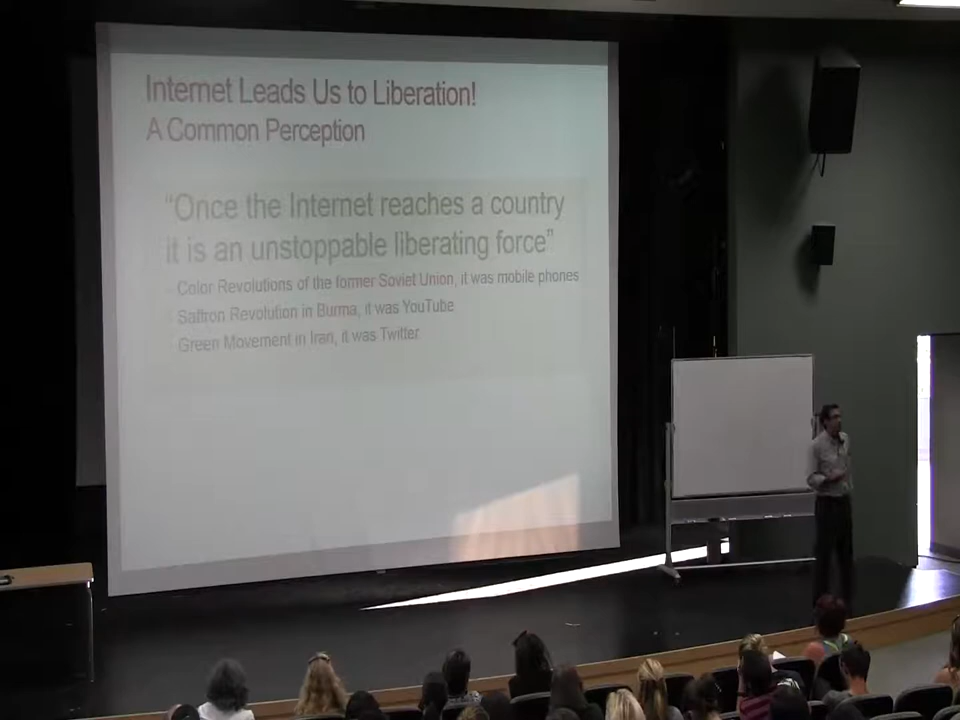 Internet Leads Us to Liberation!
A Common Perception
"Once the Internet reaches a country
it is an unstoppable liberating force"
Color Revolutions of the former Soviet Union, it was mobile phones
Saffron Revolution in Burma, it was YouTube
Green Movement in Iran, it was Twitter